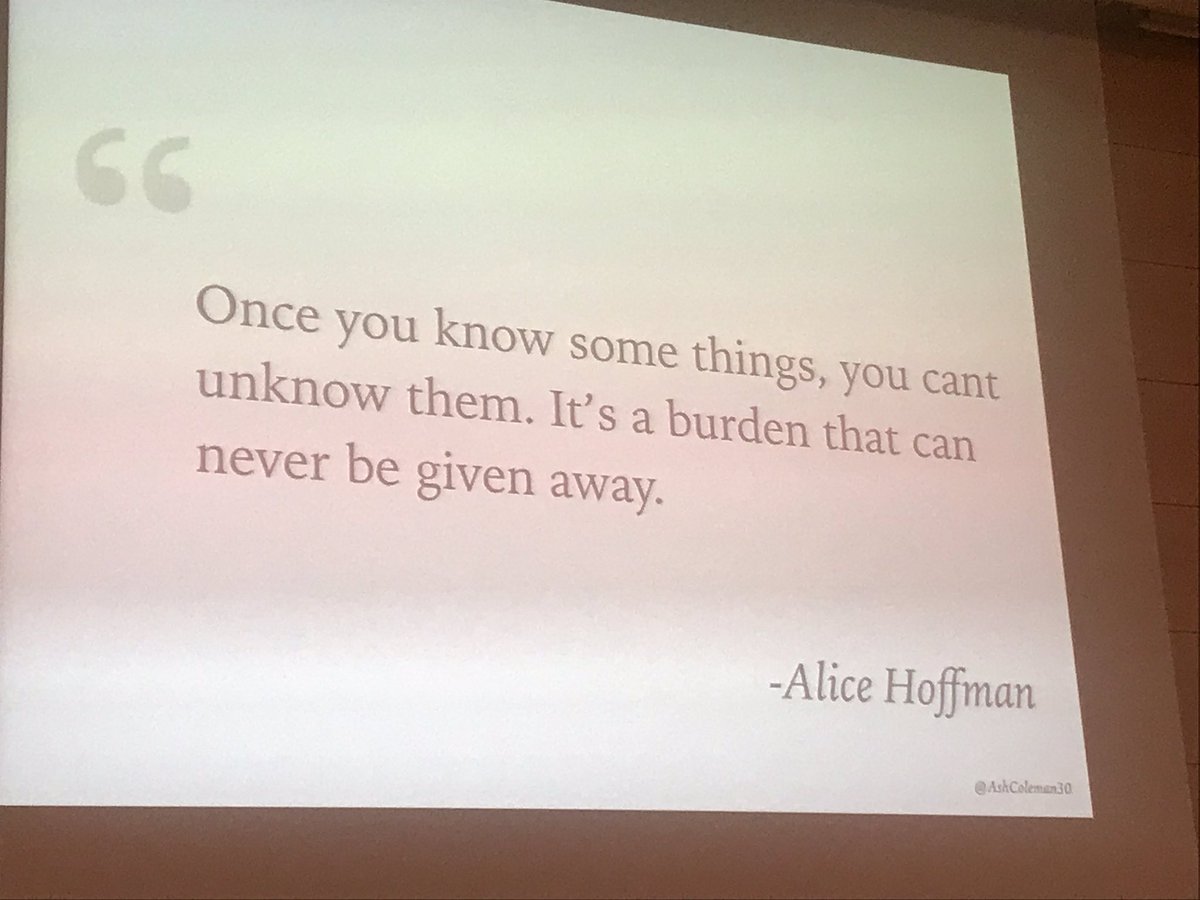 “
Once you know some things, you cant
unknow them. It’s a burden that can
never be given away.
-Alice Hoffman
@AshColeman30